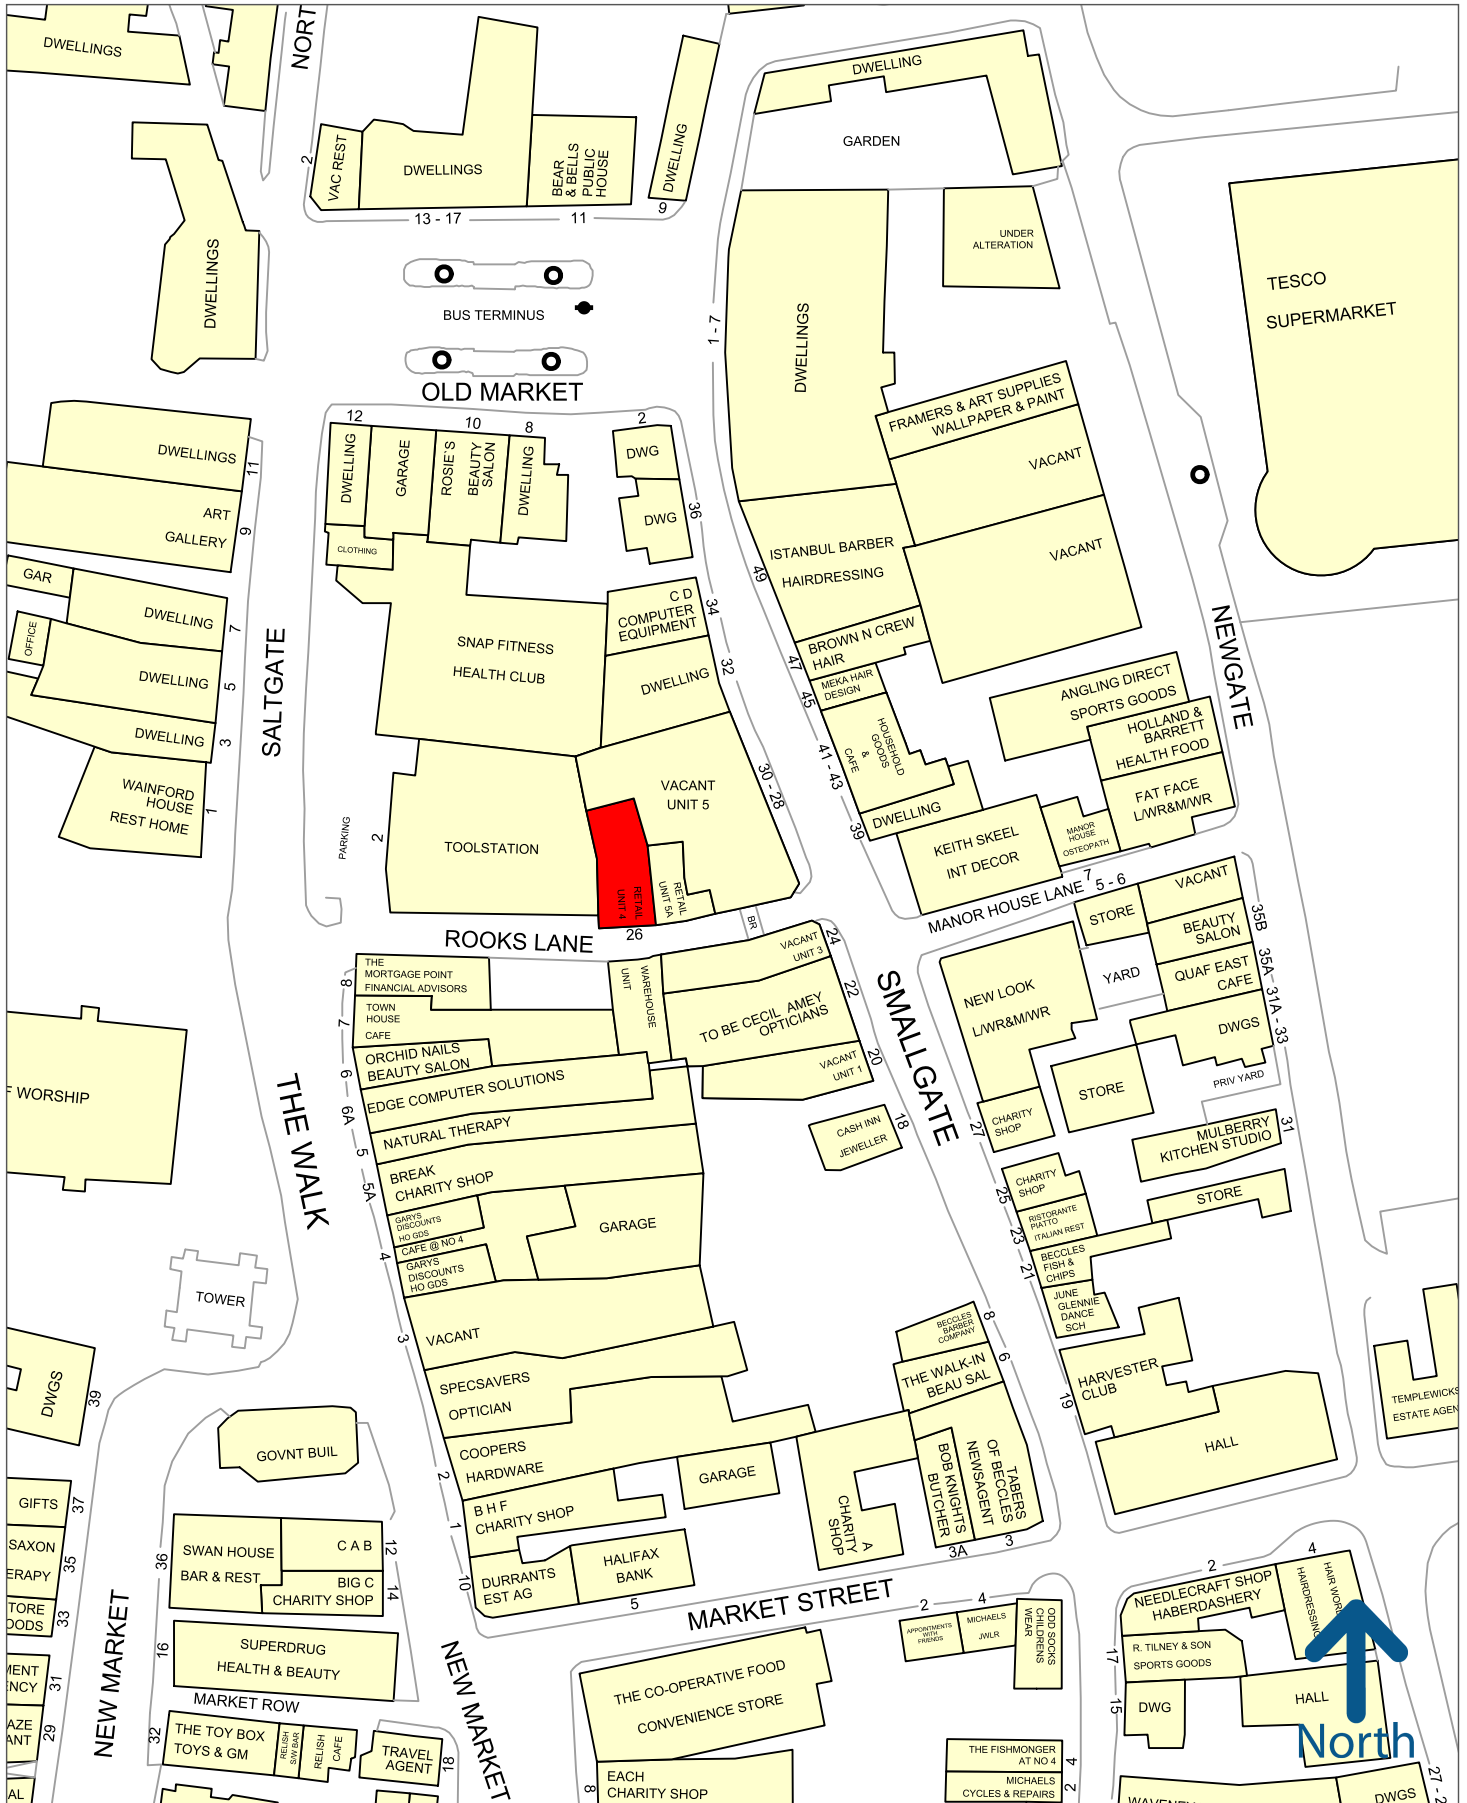 DWELLINGS
NORT
2
VAC REST
DWELLINGS
BEAR
& BELLS
PUBLIC
HOUSE
DWELLING
13 - 17
11
9
DWELLING
GARDEN
UNDER
ALTERATION
TESCO
SUPERMARKET
DWELLINGS
BUS TERMINUS
OLD MARKET
1 - 7
DWELLINGS
FRAMERS & ART SUPPLIES
WALLPAPER & PAINT
VACANT
VACANT
DWELLINGS
11
ART
GALLERY
9
GAR
OFFICE
DWELLING
7
DWELLING
5
DWELLING
3
WAINFORD
HOUSE
REST HOME
1
SALTGATE
12
10
8
2
DWELLING
GARAGE
ROSIE`S
BEAUTY
SALON
DWELLING
DWG
DWG
36
CLOTHING
SNAP FITNESS
HEALTH CLUB
C D
COMPUTER
EQUIPMENT
34
DWELLING
32
VACANT
UNIT 5
30 - 28
PARKING
2
TOOLSTATION
RETAIL
UNIT 4
RETAIL
UNIT 5A
26
BR
ROOKS LANE
ISTANBUL BARBER
HAIRDRESSING
49
BROWN N CREW
HAIR
47
MEKA HAIR
DESIGN
45
HOUSEHOLD
GOODS
&
CAFE
41 - 43
DWELLING
39
KEITH SKEEL
INT DECOR
MANOR
HOUSE
OSTEOPATH
ANGLING DIRECT
SPORTS GOODS
HOLLAND &
BARRETT
HEALTH FOOD
FAT FACE
L/WR&M/WR
NEWGATE
MANOR HOUSE LANE
7
5 - 6
STORE
VACANT
35B
BEAUTY
SALON
35A
QUAF EAST
CAFE
31A - 33
DWGS
YARD
NEW LOOK
L/WR&M/WR
STORE
PRIV YARD
CHARITY
SHOP
27
MULBERRY
KITCHEN STUDIO
31
STORE
CHARITY
SHOP
25
RISTORANTE
PIATTO
ITALIAN REST
23
BECCLES
FISH &
CHIPS
21
JUNE
GLENNIE
DANCE
SCH
HARVESTER
CLUB
19
HALL
TEMPLEWICKS
ESTATE AGEN
SMALLGATE
THE
MORTGAGE POINT
FINANCIAL ADVISORS
8
TOWN
HOUSE
CAFE
7
ORCHID NAILS
BEAUTY SALON
6
EDGE COMPUTER SOLUTIONS
6A
NATURAL THERAPY
5
BREAK
CHARITY SHOP
5A
GARYS
DISCOUNTS
HO GDS
CAFE @ NO 4
4
GARYS
DISCOUNTS
HO GDS
GARAGE
VACANT
3
SPECSAVERS
OPTICIAN
COOPERS
HARDWARE
2
B H F
CHARITY SHOP
1
GARAGE
DURRANTS
EST AG
10
HALIFAX
BANK
5
UNIT
WAREHOUSE
VACANT
UNIT 3
24
TO BE CECIL AMEY
OPTICIANS
22
VACANT
UNIT 1
20
CASH INN
JEWELLER
18
BECCLES
BARBER
COMPANY
8
THE WALK-IN
BEAU SAL
6
TABERS
OF BECCLES
NEWSAGENT
3
BOB KNIGHTS
BUTCHER
3A
A
CHARITY
SHOP
MARKET STREET
F WORSHIP
THE WALK
TOWER
DWGS
39
GOVNT BUIL
GIFTS
37
SAXON
ERAPY
35
TORE
OODS
33
MENT
NCY
31
AZE
ANT
29
AL
NEW MARKET
36
SWAN HOUSE
BAR & REST
C A B
12
BIG C
CHARITY SHOP
14
16
SUPERDRUG
HEALTH & BEAUTY
MARKET ROW
32
THE TOY BOX
TOYS & GM
RELISH
S/W BAR
RELISH
CAFE
TRAVEL
AGENT
18
NEW MARKET
THE CO-OPERATIVE FOOD
CONVENIENCE STORE
8
EACH
CHARITY SHOP
2
4
APPOINTMENTS
WITH
FRIENDS
MICHAELS
JWLR
ODD SOCKS
CHILDRENS
WEAR
THE FISHMONGER
AT NO 4
4
MICHAELS
CYCLES & REPAIRS
2
2
4
NEEDLECRAFT SHOP
HABERDASHERY
HAIR WORD
HAIRDRESSING
R. TILNEY & SON
SPORTS GOODS
17
15
DWG
HALL
DWGS
27 - 2
North